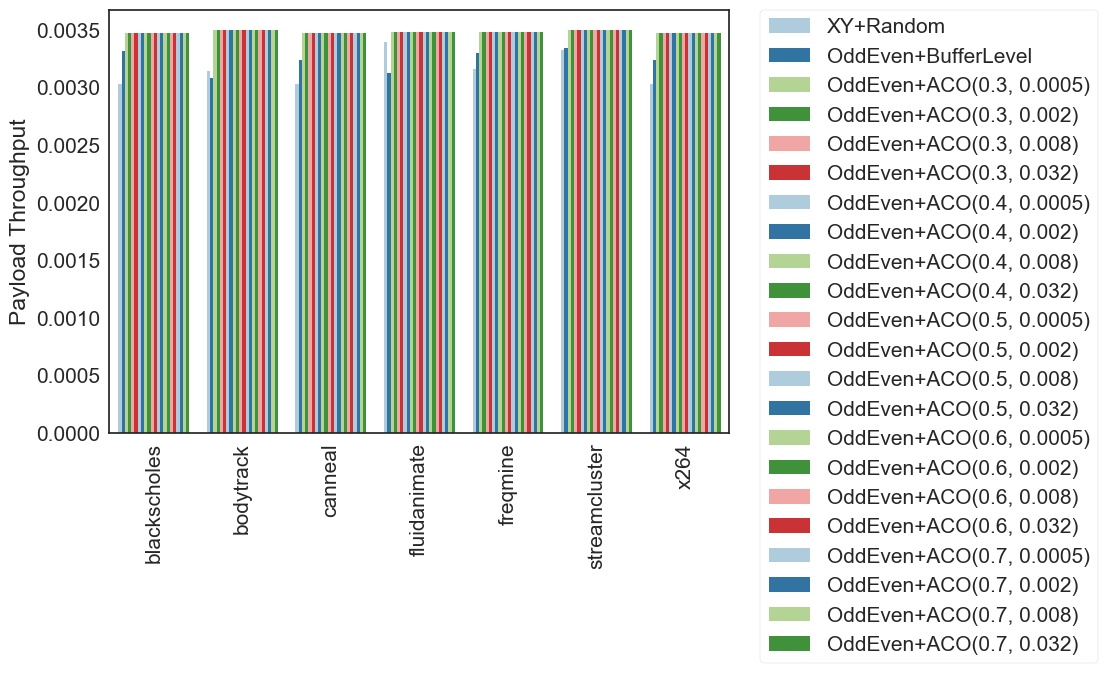 Payload Throughput
0.0035
0.0030
0.0025
0.0020
0.0015
0.0010
0.0005
0.0000
blackscholes
bodytrack
canneal
fluidanimate
freqmine
streamcluster
x264
XY+Random
OddEven+BufferLevel
OddEven+ACO(0.3, 0.0005)
OddEven+ACO(0.3, 0.002)
OddEven+ACO(0.3, 0.008)
OddEven+ACO(0.3, 0.032)
OddEven+ACO(0.4, 0.0005)
OddEven+ACO(0.4, 0.002)
OddEven+ACO(0.4, 0.008)
OddEven+ACO(0.4, 0.032)
OddEven+ACO(0.5, 0.0005)
OddEven+ACO(0.5, 0.002)
OddEven+ACO(0.5, 0.008)
OddEven+ACO(0.5, 0.032)
OddEven+ACO(0.6, 0.0005)
OddEven+ACO(0.6, 0.002)
OddEven+ACO(0.6, 0.008)
OddEven+ACO(0.6, 0.032)
OddEven+ACO(0.7, 0.0005)
OddEven+ACO(0.7, 0.002)
OddEven+ACO(0.7, 0.008)
OddEven+ACO(0.7, 0.032)